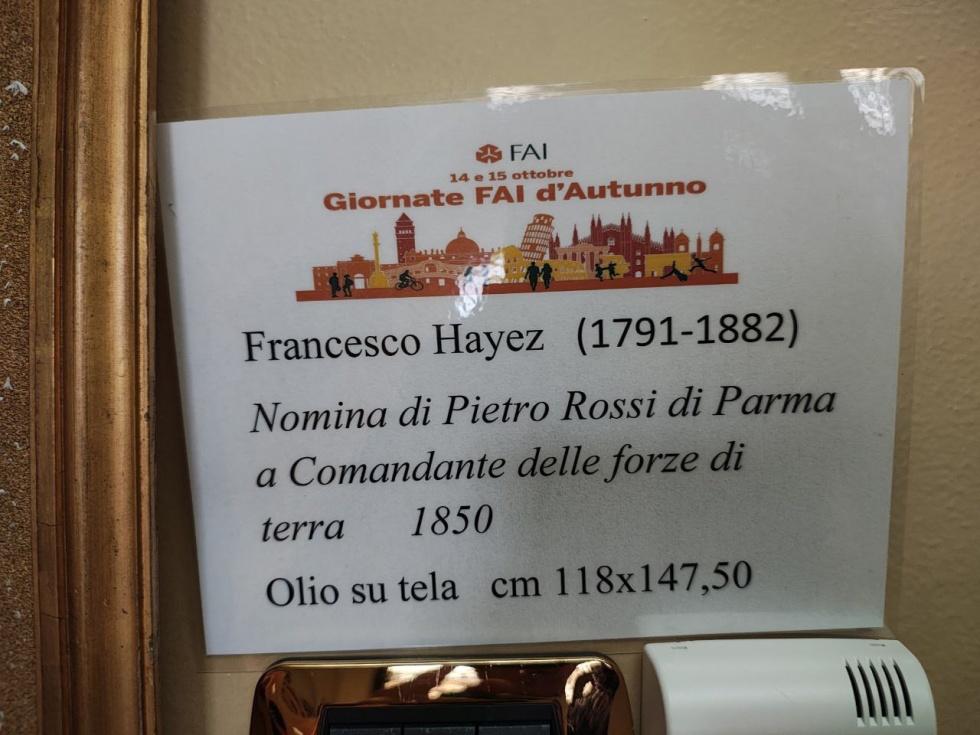 FAI
14 e 15 ottobre
Giornate FAI d'Autunno
Francesco Hayez (1791-1882)
Nomina di Pietro Rossi di Parma
a Comandante delle forze di
terra 1850
Olio su tela cm 118x147,50